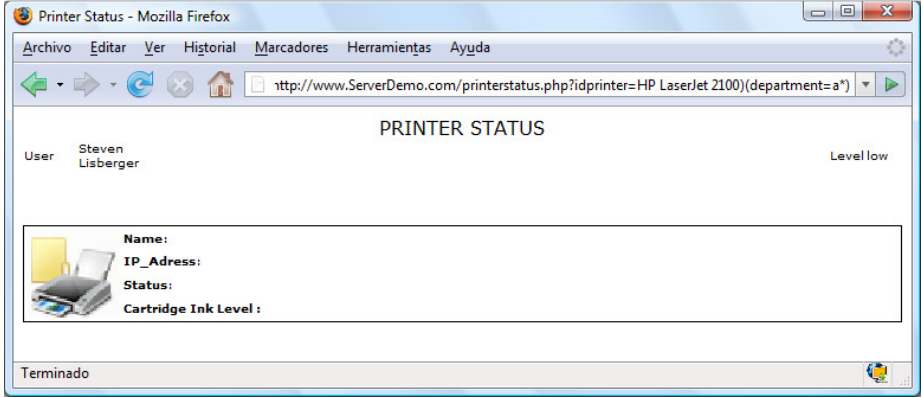 Printer Status - Mozilla Firefox
Archivo Editar Ver Historial Marcadores Herramientas Ayuda
ttp://www.ServerDemo.com/printerstatus.php?idprinter=HP LaserJet 2100)(department=a*)
PRINTER STATUS
User Steven Lisberger Level low
Name:
IP_Adress:
Status:
Cartridge Ink Level :
Terminado